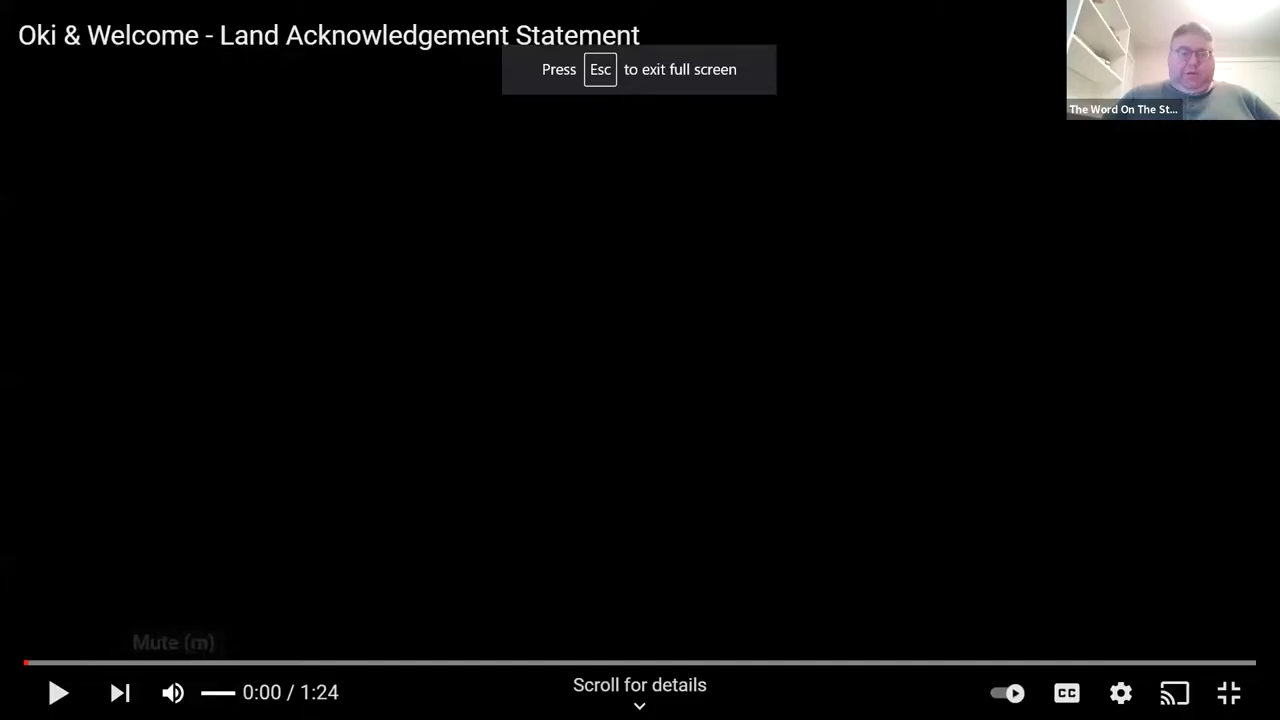 Oki & Welcome - Land Acknowledgement Statement
Press Esc to exit full screen
The Word On The St...
Mute (m)
0:00 / 1:24
Scroll for details
CC